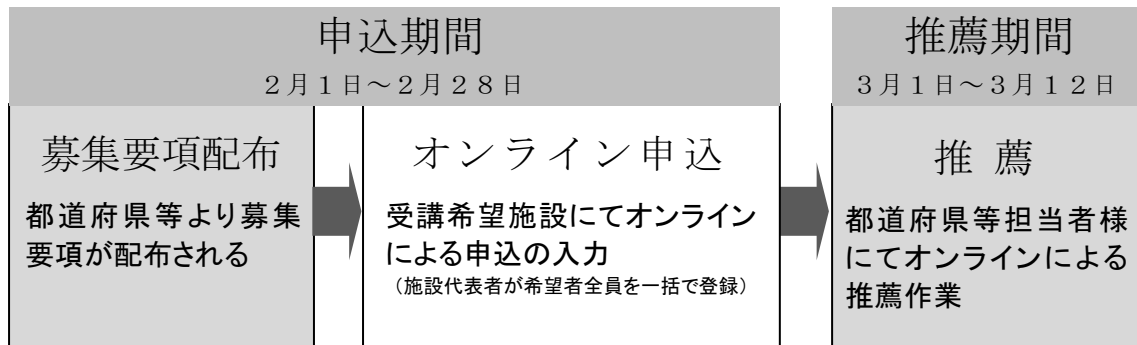 申込期間
２月１日～２月２８日
募集要項配布
都道府県等より募集
要項が配布される
オンライン申込
受講希望施設にてオンライン
による申込の入力
（施設代表者が希望者全員を一括で登録）
推薦期間
３月１日～３月１２日
推 薦
都道府県等担当者様
にてオンラインによる
推薦作業